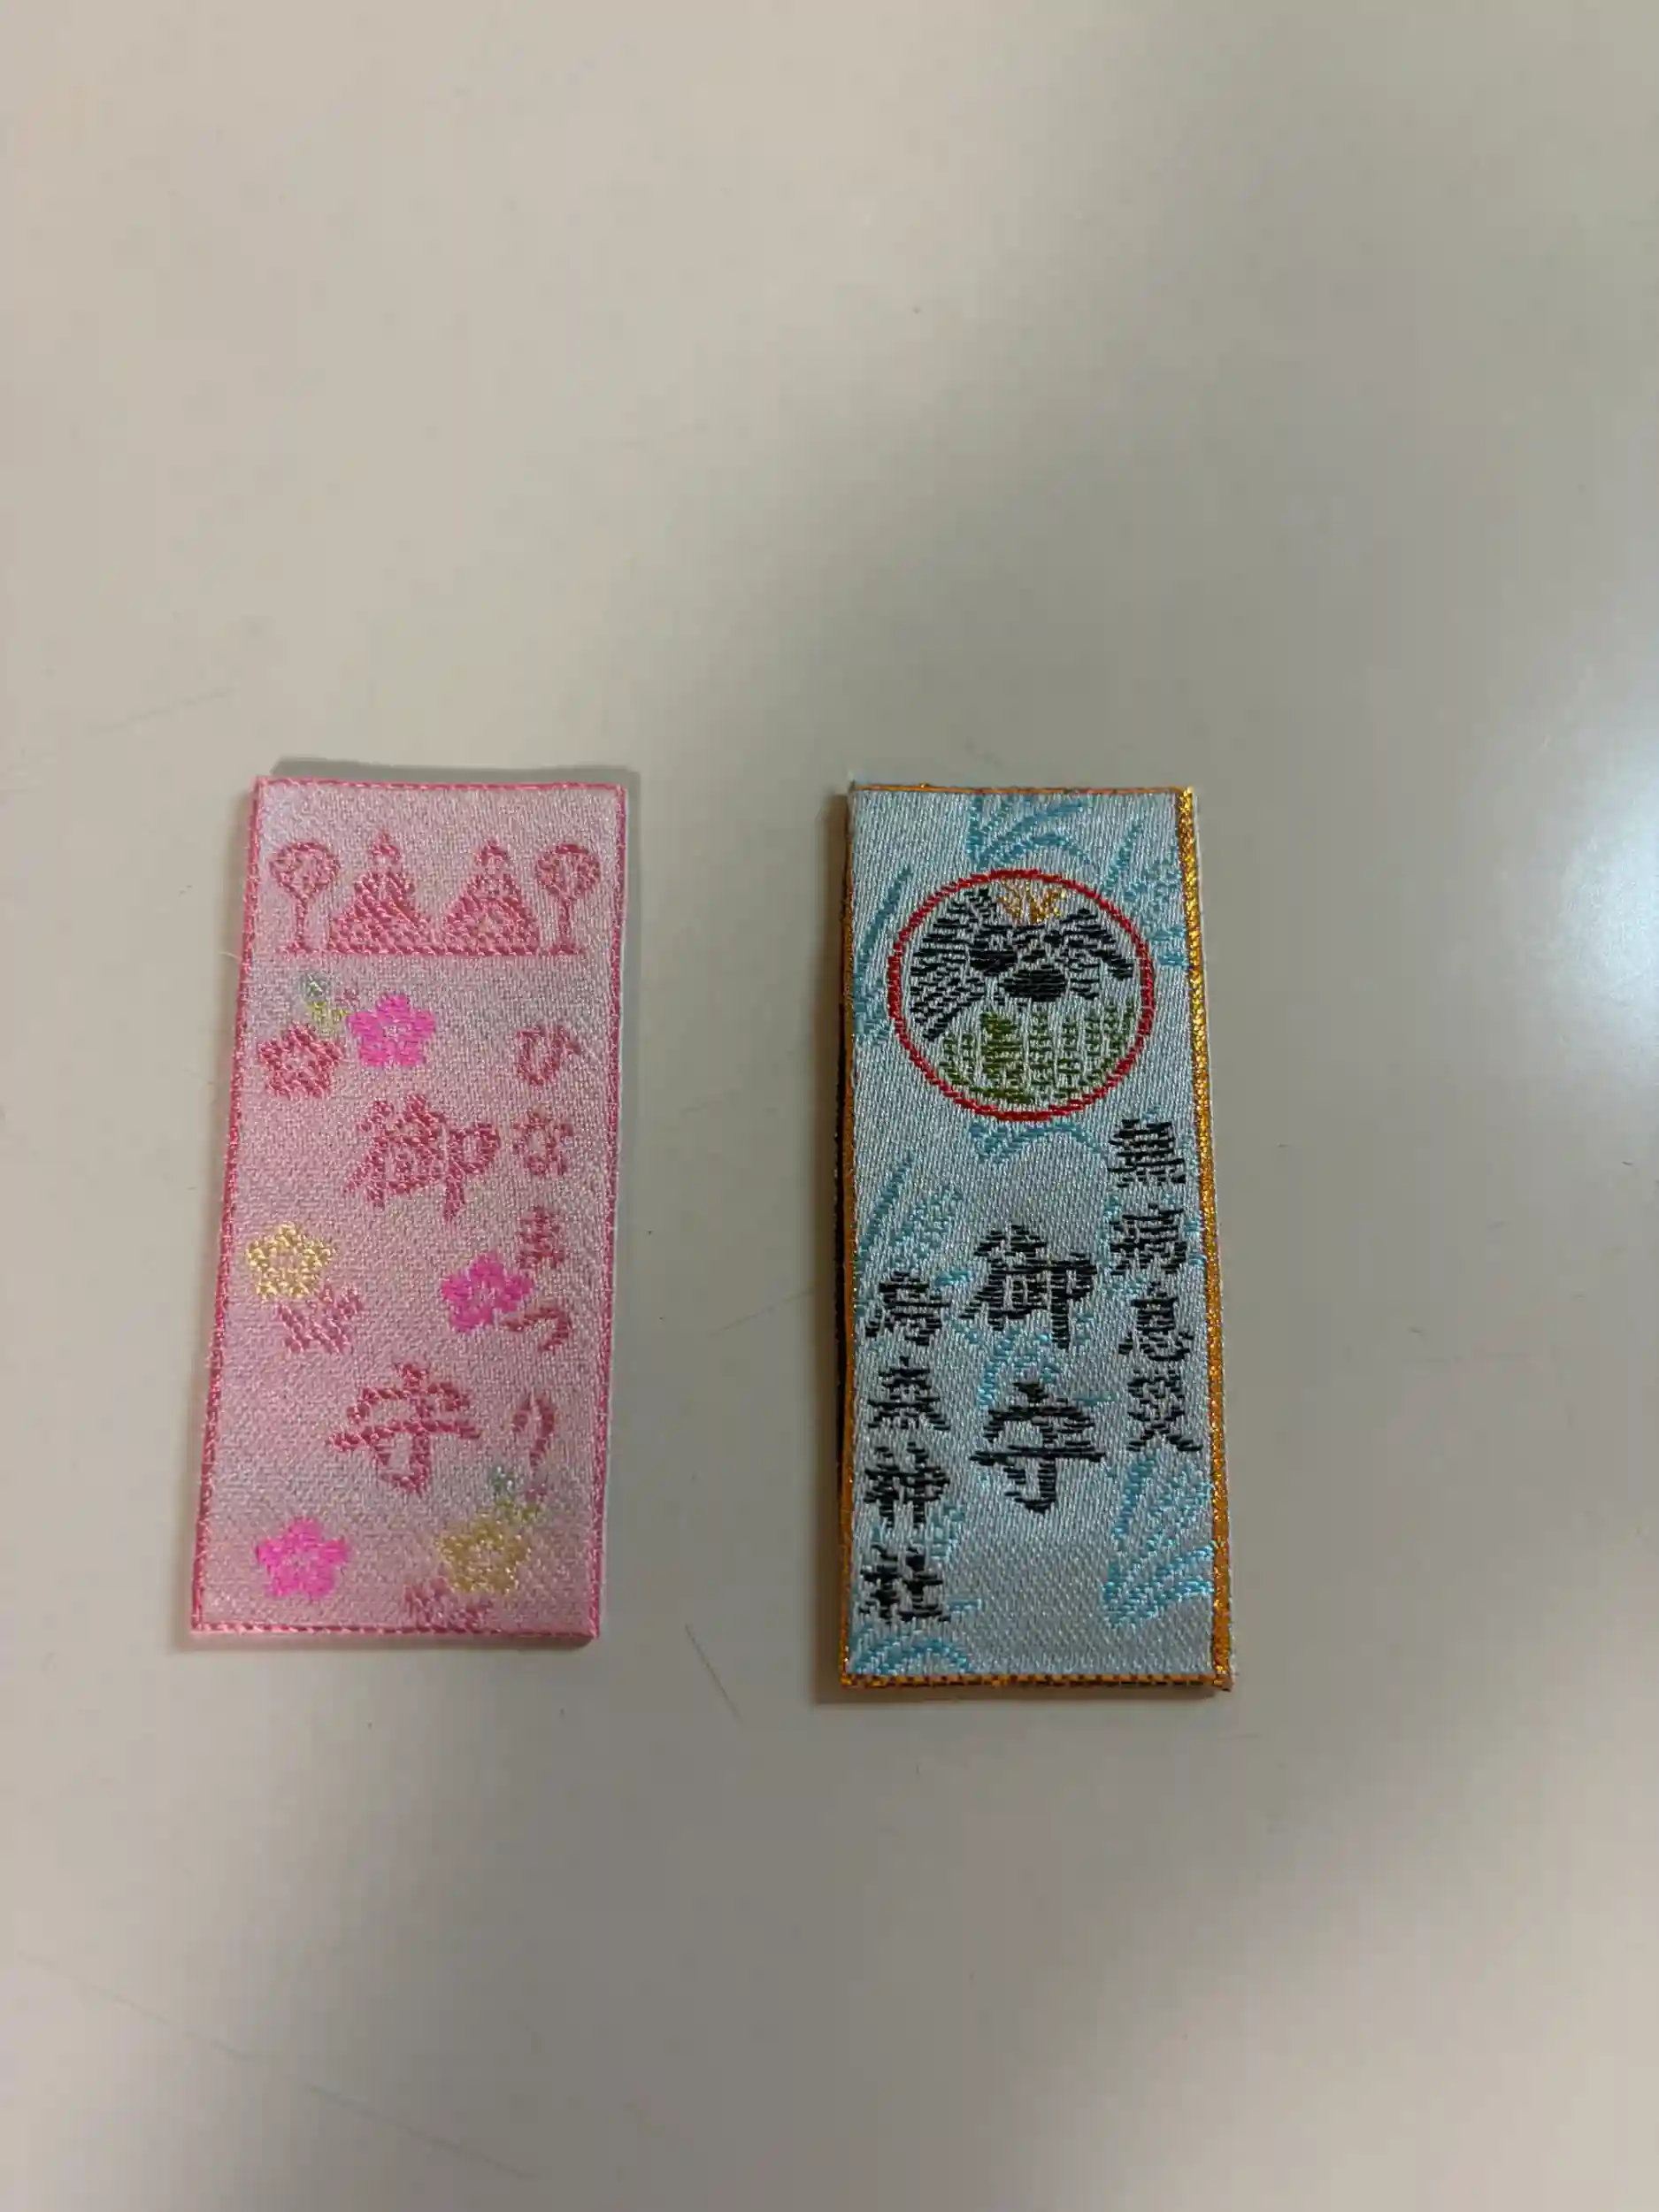 ひなまつり
御守
無病息災
御守
烏森神社